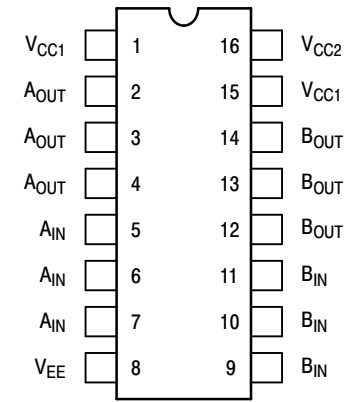 VCC1 1 16 VCC2
AOUT 2 15 VCC1
AOUT 3 14 BOUT
AOUT 4 13 BOUT
AIN 5 12 BOUT
AIN 6 11 BIN
AIN 7 10 BIN
VEE 8 9 BIN